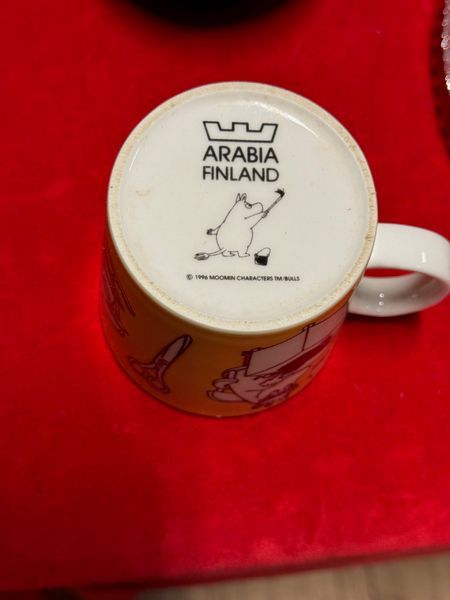 ARABIA
FINLAND
© 1996 MOOMIN CHARACTERS TM/BULLS